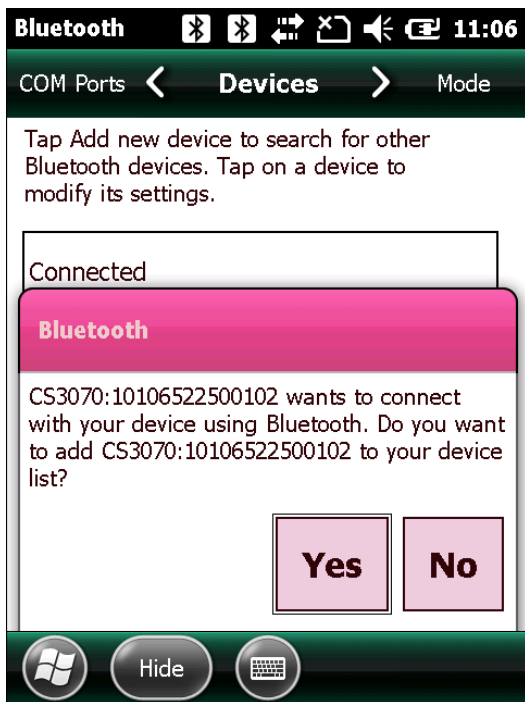 Bluetooth 11:06
COM Ports Devices Mode
Tap Add new device to search for other
Bluetooth devices. Tap on a device to
modify its settings.
Connected
Bluetooth
CS3070:10106522500102 wants to connect
with your device using Bluetooth. Do you want
to add CS3070:10106522500102 to your device
list?
Yes No
Hide